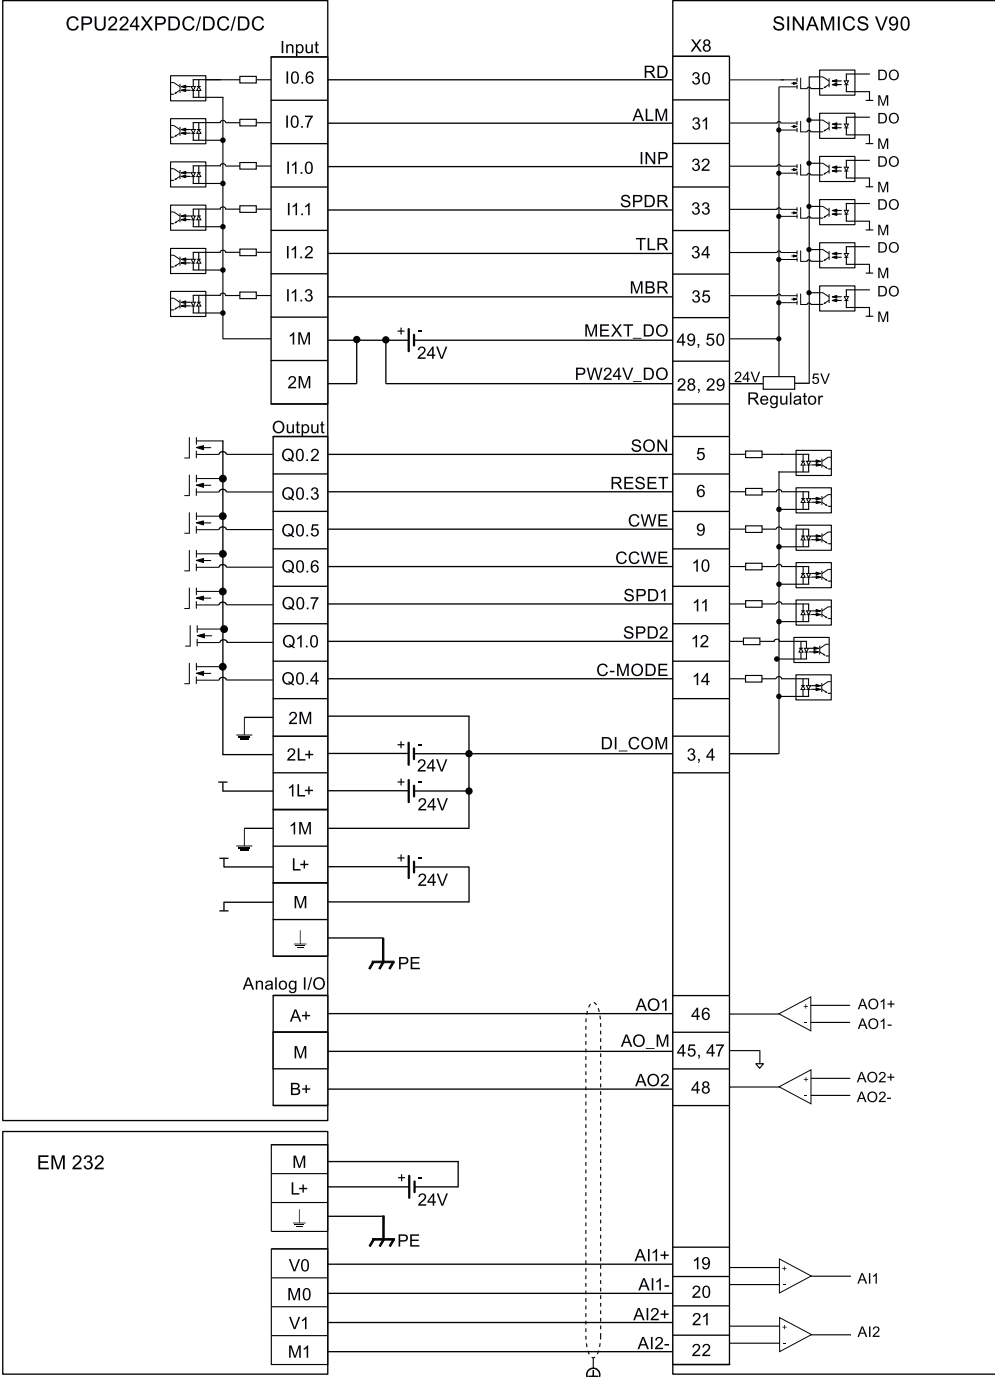 CPU224XPDC/DC/DC SINAMICS V90
Input X8
I0.6 RD 30 DO
M
I0.7 ALM 31 DO
M
I1.0 INP 32 DO
M
I1.1 SPDR 33 DO
M
I1.2 TLR 34 DO
M
I1.3 MBR 35 DO
M
1M + - 24V MEXT_DO 49, 50
2M PW24V_DO 28, 29 24V 5V
Regulator
Output
Q0.2 SON 5
Q0.3 RESET 6
Q0.5 CWE 9
Q0.6 CCWE 10
Q0.7 SPD1 11
Q1.0 SPD2 12
Q0.4 C-MODE 14
2M
2L+ + - 24V DI_COM 3, 4
1L+ + - 24V
1M
L+ + - 24V
M
PE
Analog I/O
A+ AO1 46 + - AO1+
AO1-
M AO_M 45, 47
B+ AO2 48 + - AO2+
AO2-
EM 232
M
L+ + - 24V
PE
V0 AI1+ 19 +
M0 AI1- 20 - AI1
V1 AI2+ 21 +
M1 AI2- 22 - AI2